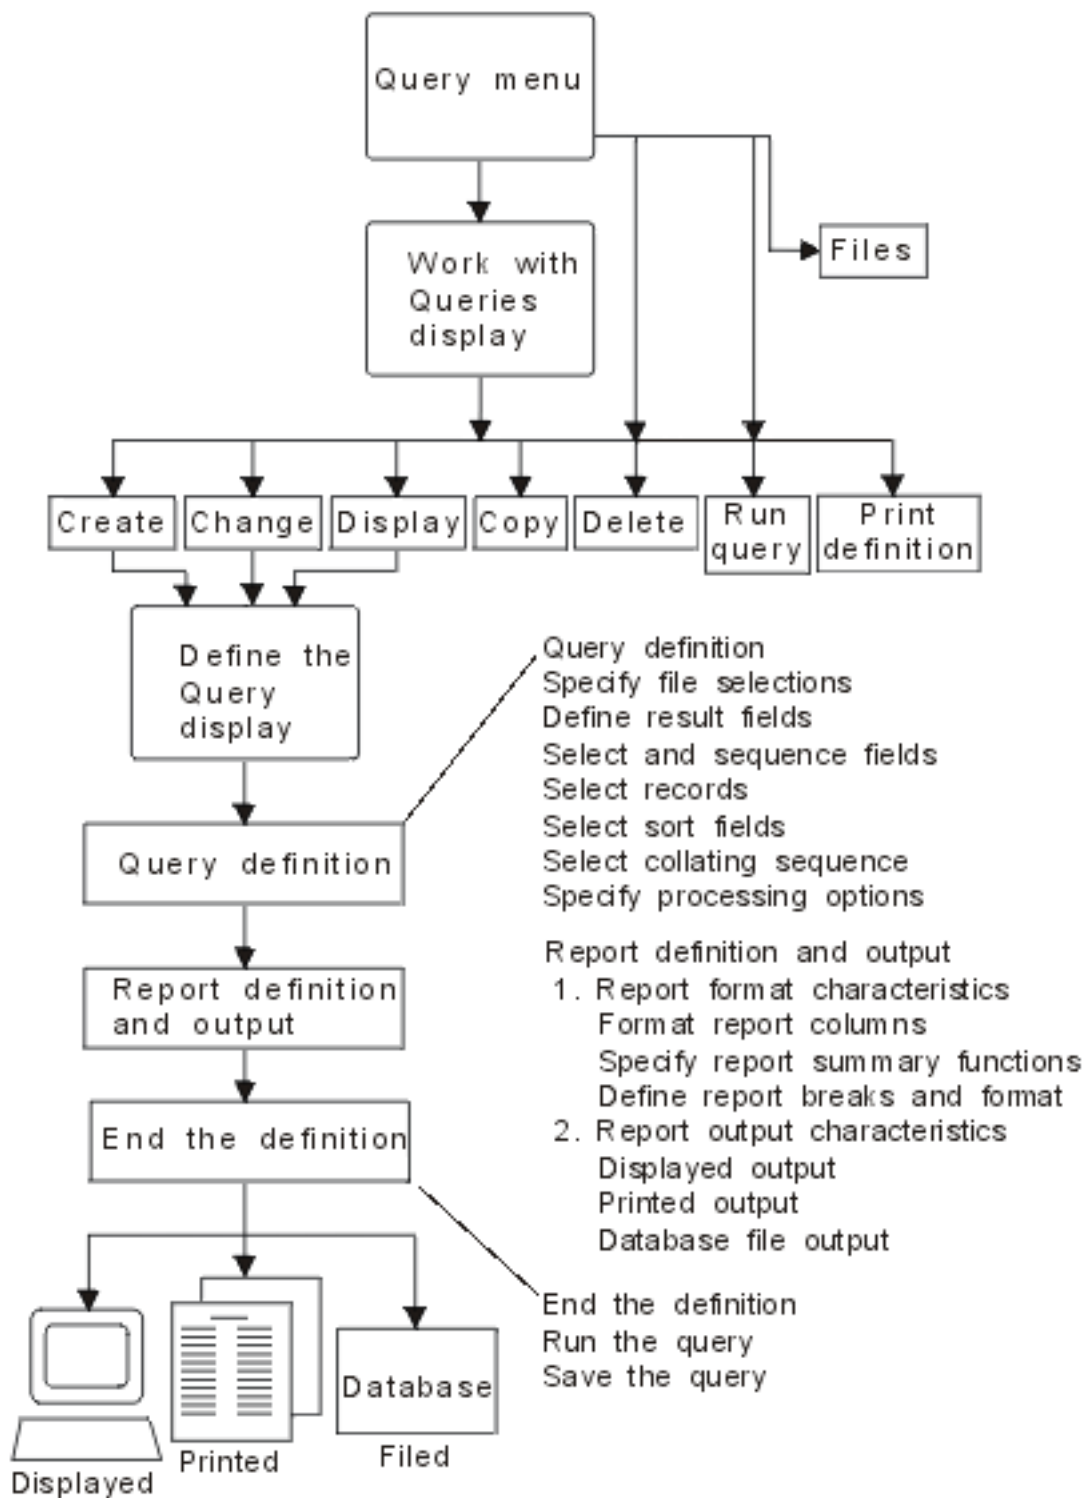 Query menu
Files
Work with
Queries
display
Create
Change
Display
Copy
Delete
Run
query
Print
definition
Define the
Query
display
Query definition
Report definition
and output
End the definition
Query definition
Specify file selections
Define result fields
Select and sequence fields
Select records
Select sort fields
Select collating sequence
Specify processing options
Report definition and output
1. Report format characteristics
Format report columns
Specify report summary functions
Define report breaks and format
2. Report output characteristics
Displayed output
Printed output
Database file output
End the definition
Run the query
Save the query
Database
Displayed
Printed
Filed